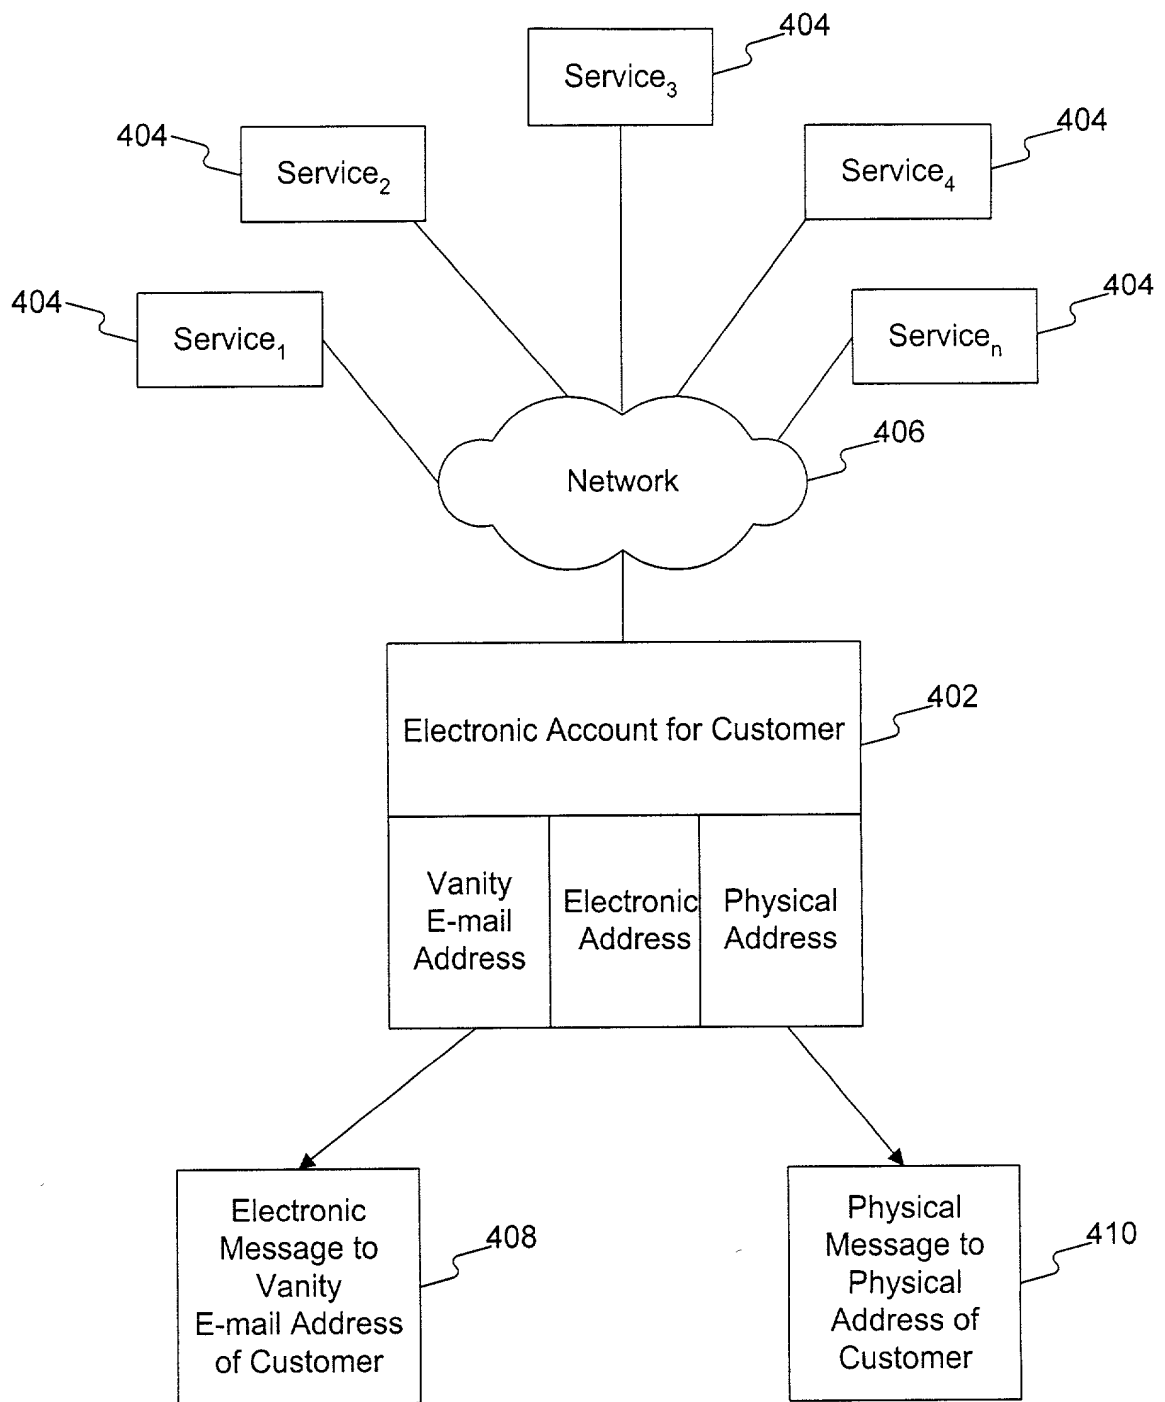 404
Service3
404
Service2
404
Service4
404
Service1
404
Servicen
406
Network
402
Electronic Account for Customer
Vanity
E-mail
Address
Electronic
Address
Physical
Address
408
Electronic
Message to
Vanity
E-mail Address
of Customer
410
Physical
Message to
Physical
Address of
Customer